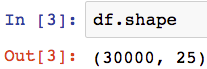 In [3]: df.shape
Out[3]: (30000, 25)